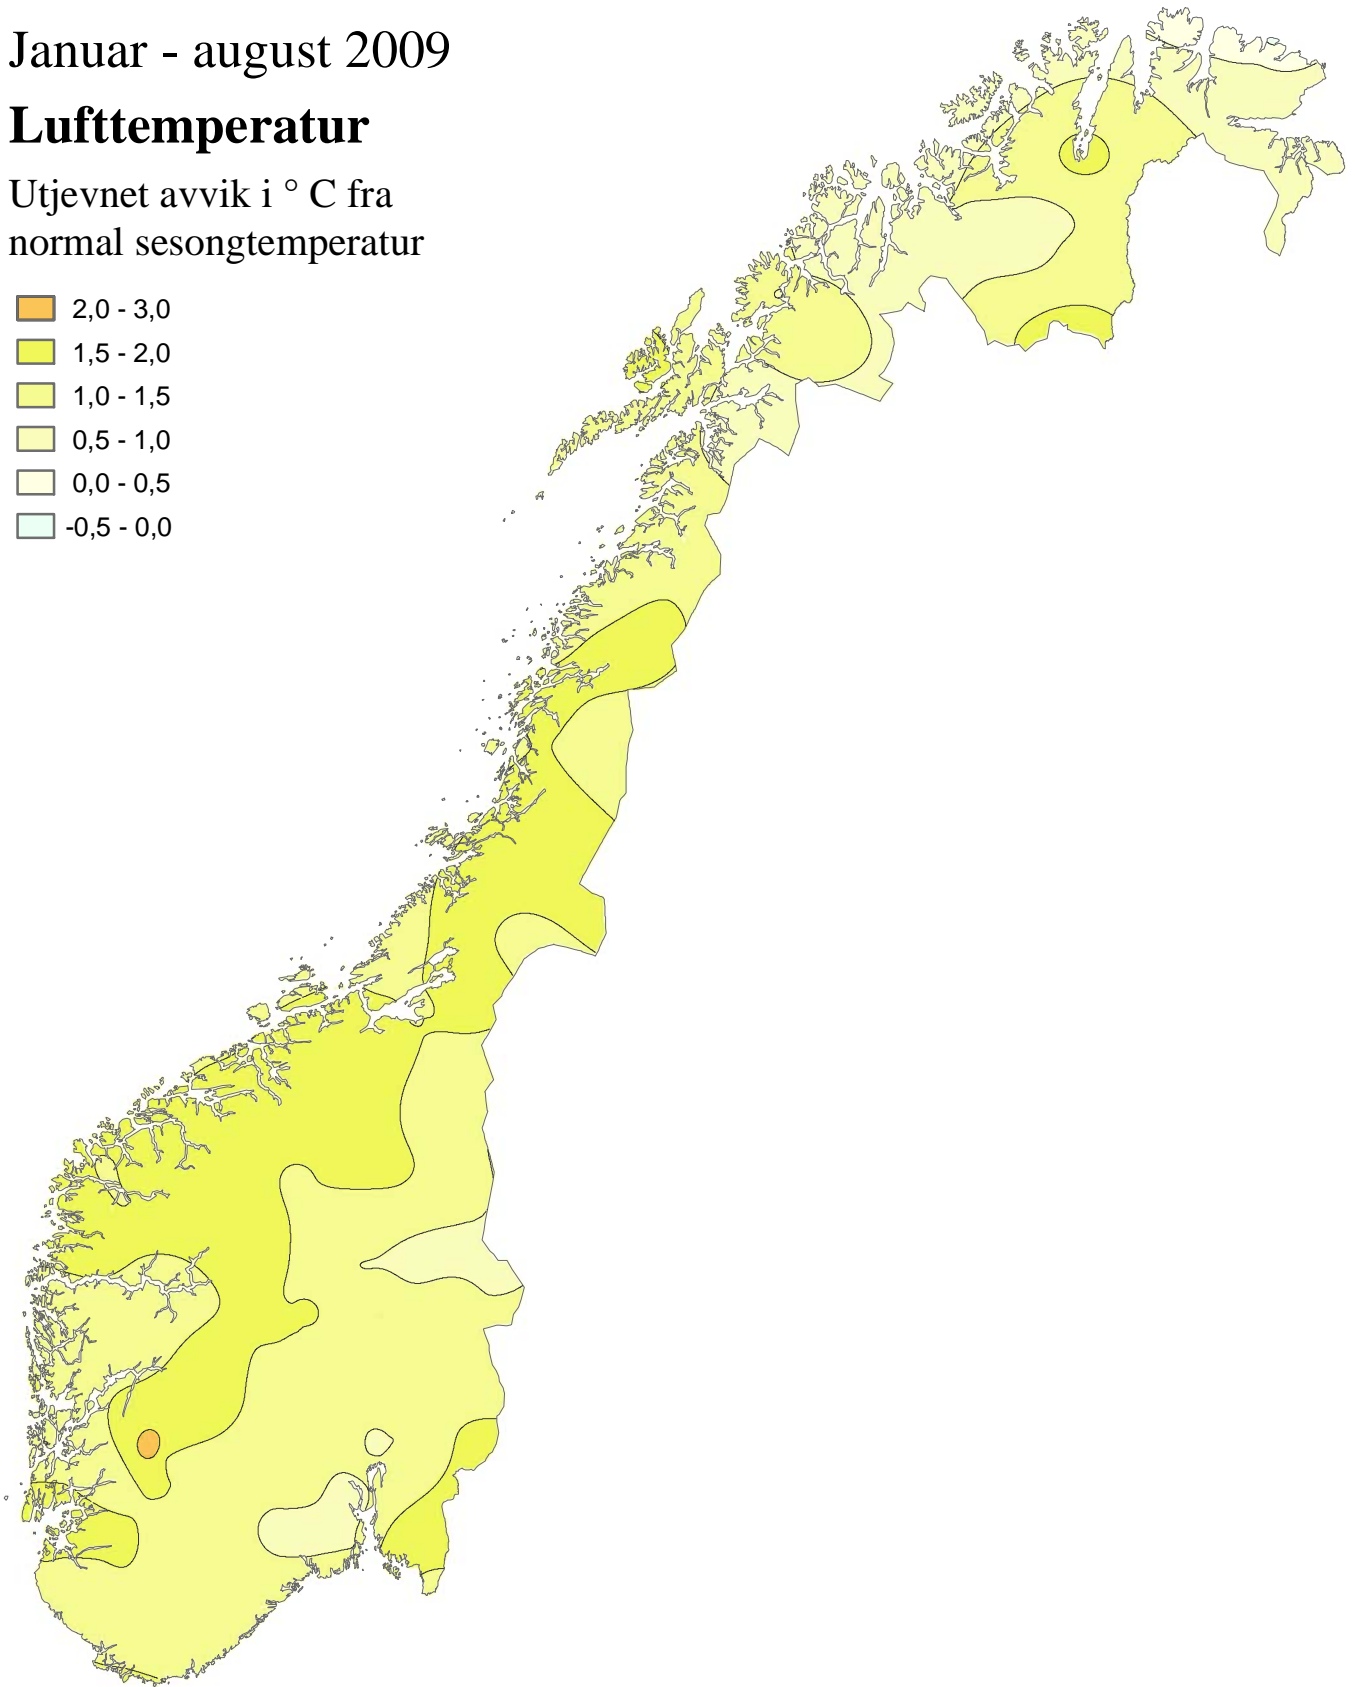 Januar - august 2009
Lufttemperatur
Utjevnet avvik i ° C fra
normal sesongtemperatur
2,0 - 3,0
1,5 - 2,0
1,0 - 1,5
0,5 - 1,0
0,0 - 0,5
-0,5 - 0,0